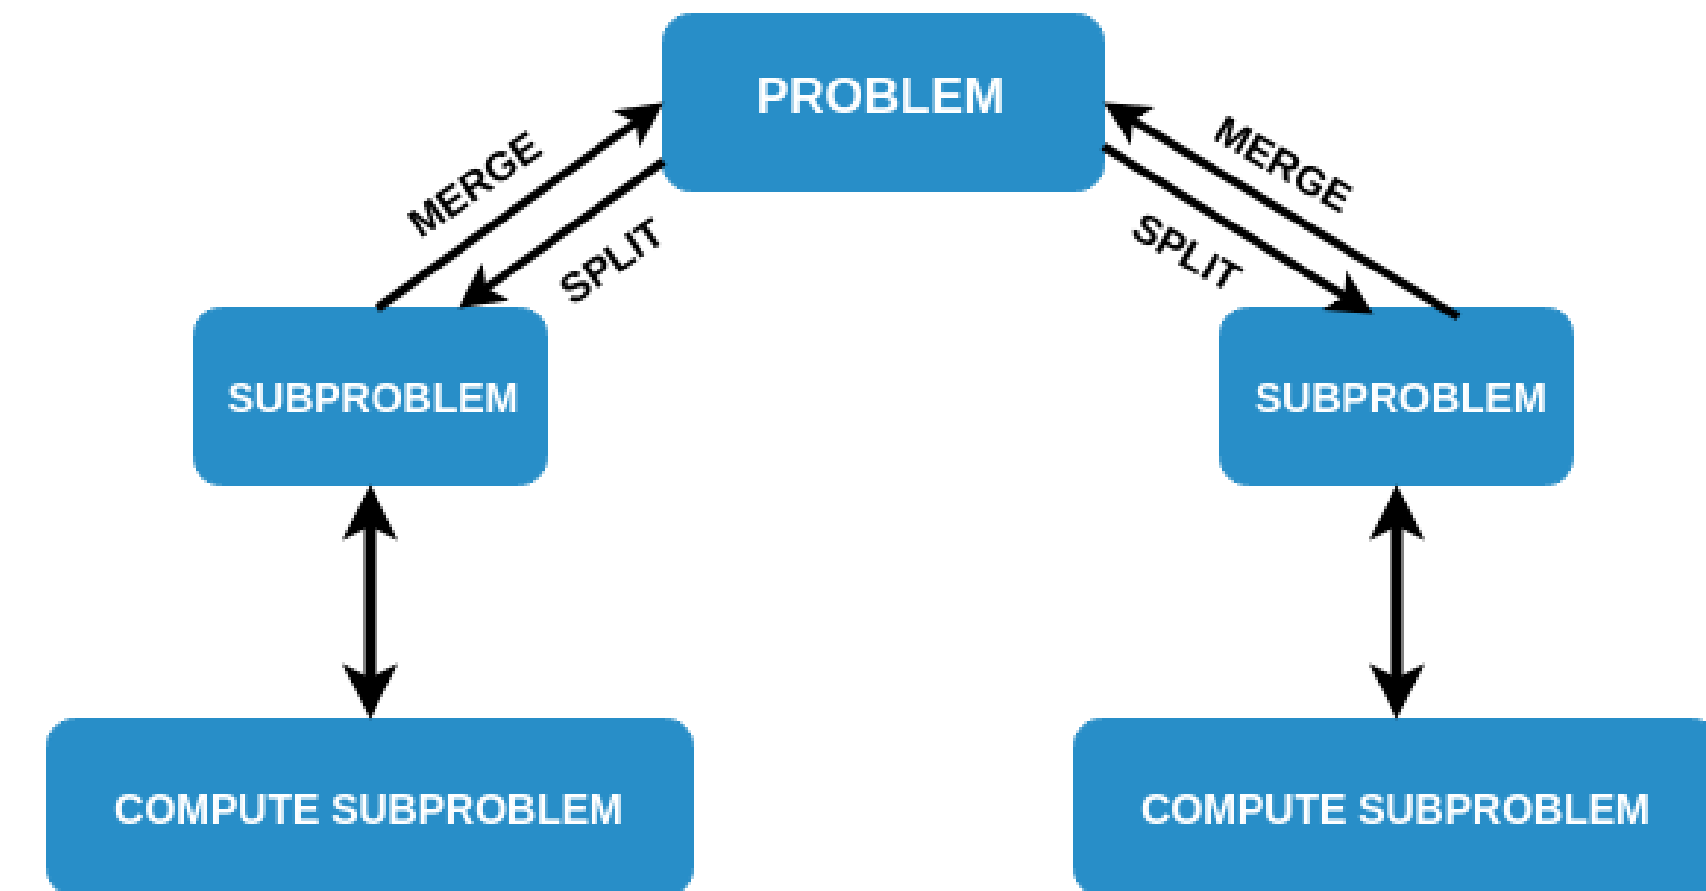 PROBLEM
MERGE
MERGE
SPLIT
SPLIT
SUBPROBLEM
SUBPROBLEM
COMPUTE SUBPROBLEM
COMPUTE SUBPROBLEM